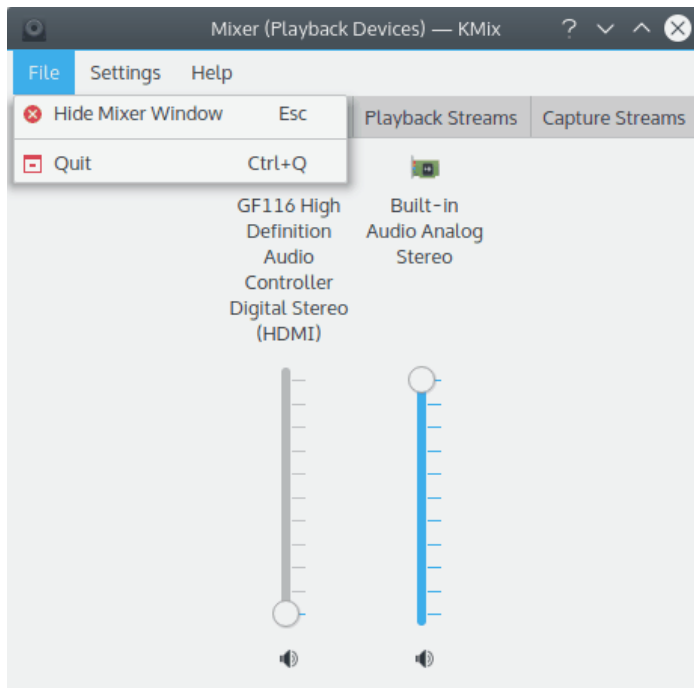 Mixer (Playback Devices) — KMix
File Settings Help
Hide Mixer Window Esc
Quit Ctrl+Q
Playback Streams Capture Streams
GF116 High
Definition
Audio
Controller
Digital Stereo
(HDMI)
Built-in
Audio Analog
Stereo